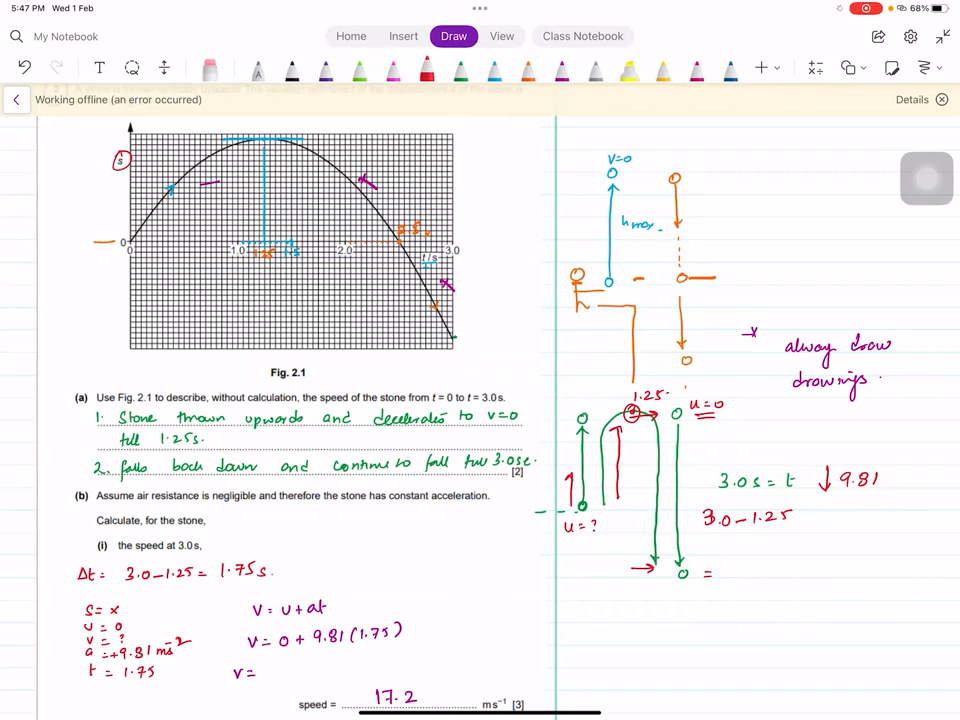 5:47 PM Wed 1 Feb
68%
My Notebook
Home Insert Draw View Class Notebook
Working offline (an error occurred)
Details
s
0
0
1.0
1.25
1.5
2.0
2.5
3.0
t/s
Fig. 2.1
(a) Use Fig. 2.1 to describe, without calculation, the speed of the stone from t = 0 to t = 3.0 s.
1. Stone thrown upwards and decelerates to v=0
till 1.25s.
2. falls back down and continue to fall till 3.0sc.
[2]
(b) Assume air resistance is negligible and therefore the stone has constant acceleration.
Calculate, for the stone,
(i) the speed at 3.0 s,
Δt = 3.0-1.25 = 1.75 s.
s= x
u = 0
v = ?
a = +9.81 ms-2
t = 1.75
v = u + at
v = 0 + 9.81 (1.75)
v =
speed = 17.2 ms⁻¹ [3]
v=0
hmax.
h
always draw
drawings.
1.25.
u = 0
u = ?
3.0 s = t ↓ 9.81
3.0 - 1.25
=